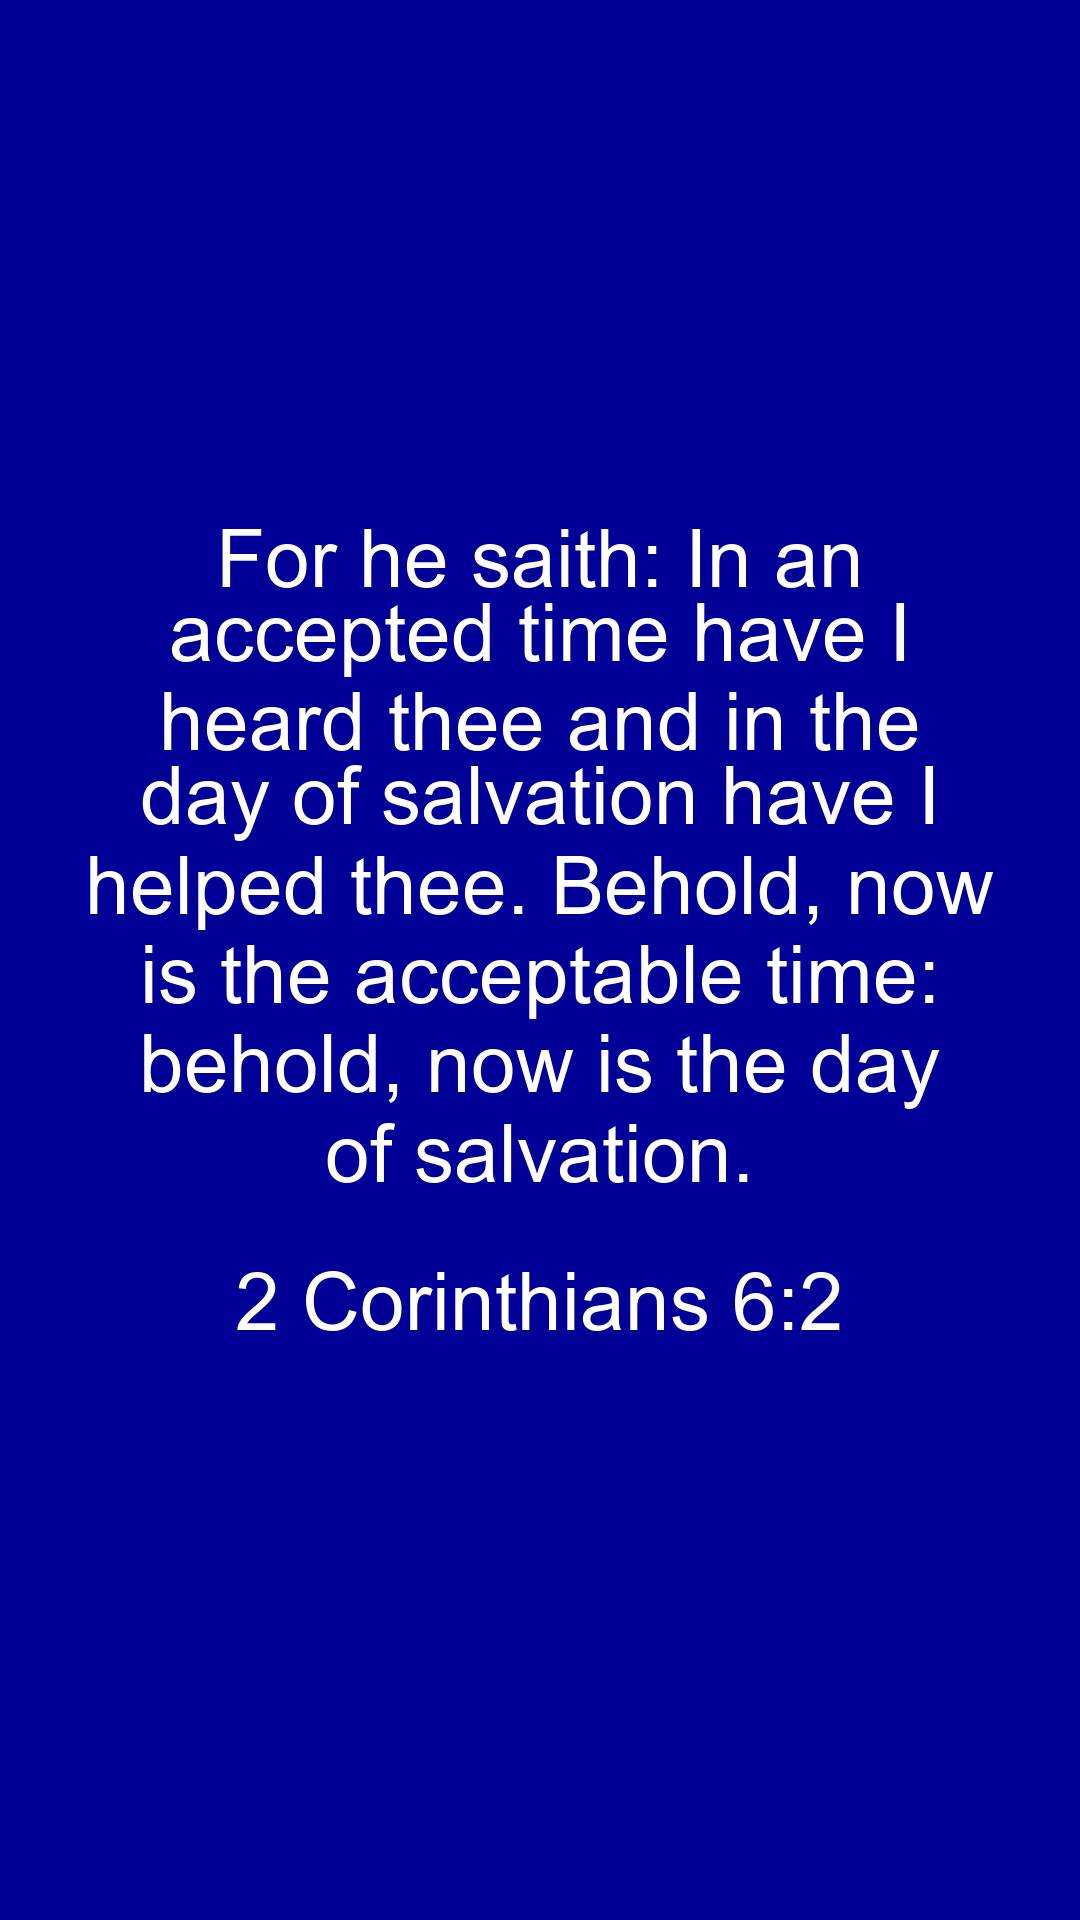 For he saith: In an
accepted time have I
heard thee and in the
day of salvation have I
helped thee. Behold, now
is the acceptable time:
behold, now is the day
of salvation.
2 Corinthians 6:2